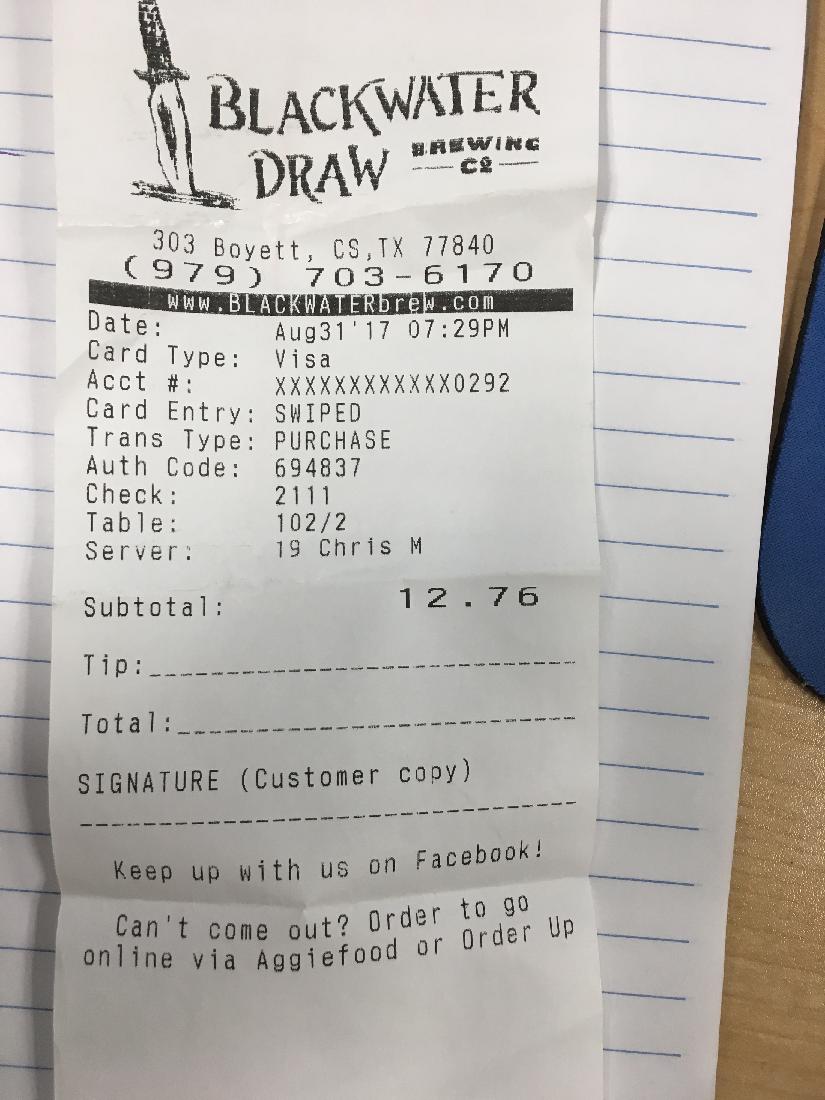 BLACKWATER
DRAW BREWING
CO
303 Boyett, CS,TX 77840
(979) 703-6170
www.BLACKWATERbrew.com
Date: Aug31'17 07:29PM
Card Type: Visa
Acct #: XXXXXXXXXXXX0292
Card Entry: SWIPED
Trans Type: PURCHASE
Auth Code: 694837
Check: 2111
Table: 102/2
Server: 19 Chris M
Subtotal: 12.76
Tip:
Total:
SIGNATURE (Customer copy)
Keep up with us on Facebook!
Can't come out? Order to go
online via Aggiefood or Order Up